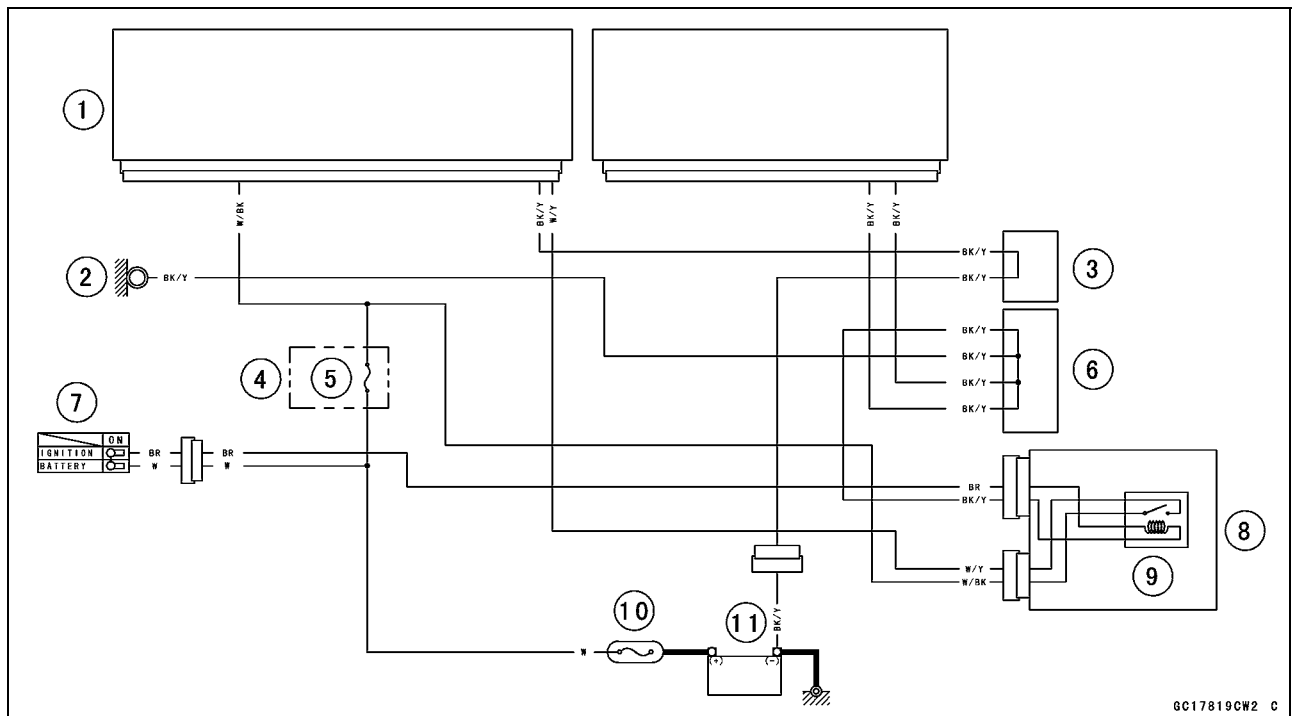 1
W/BK
BK/Y
W/Y
BK/Y
BK/Y
2
BK/Y
BK/Y
BK/Y
3
4
5
BK/Y
BK/Y
BK/Y
BK/Y
6
7
ON
IGNITION
BATTERY
BR
W
BR
W
BR
BK/Y
8
W/Y
W/BK
9
10
11
BK/Y
W
(+)
(-)
GC17819CW2 C